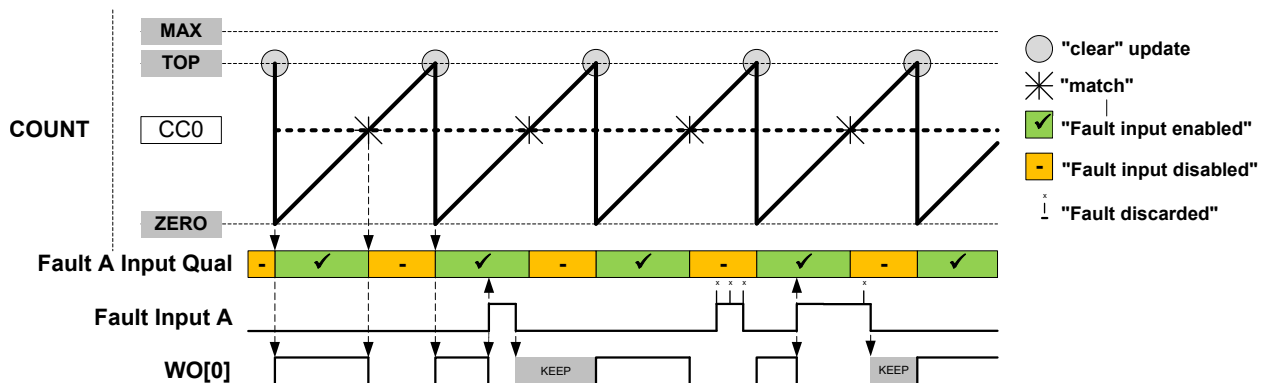 MAX
"clear" update
TOP
"match"
COUNT
CC0
"Fault input enabled"
-
"Fault input disabled"
x
"Fault discarded"
ZERO
Fault A Input Qual
- ✓ - ✓ - ✓ - ✓ - ✓
x x x x
Fault Input A
WO[0]
KEEP KEEP